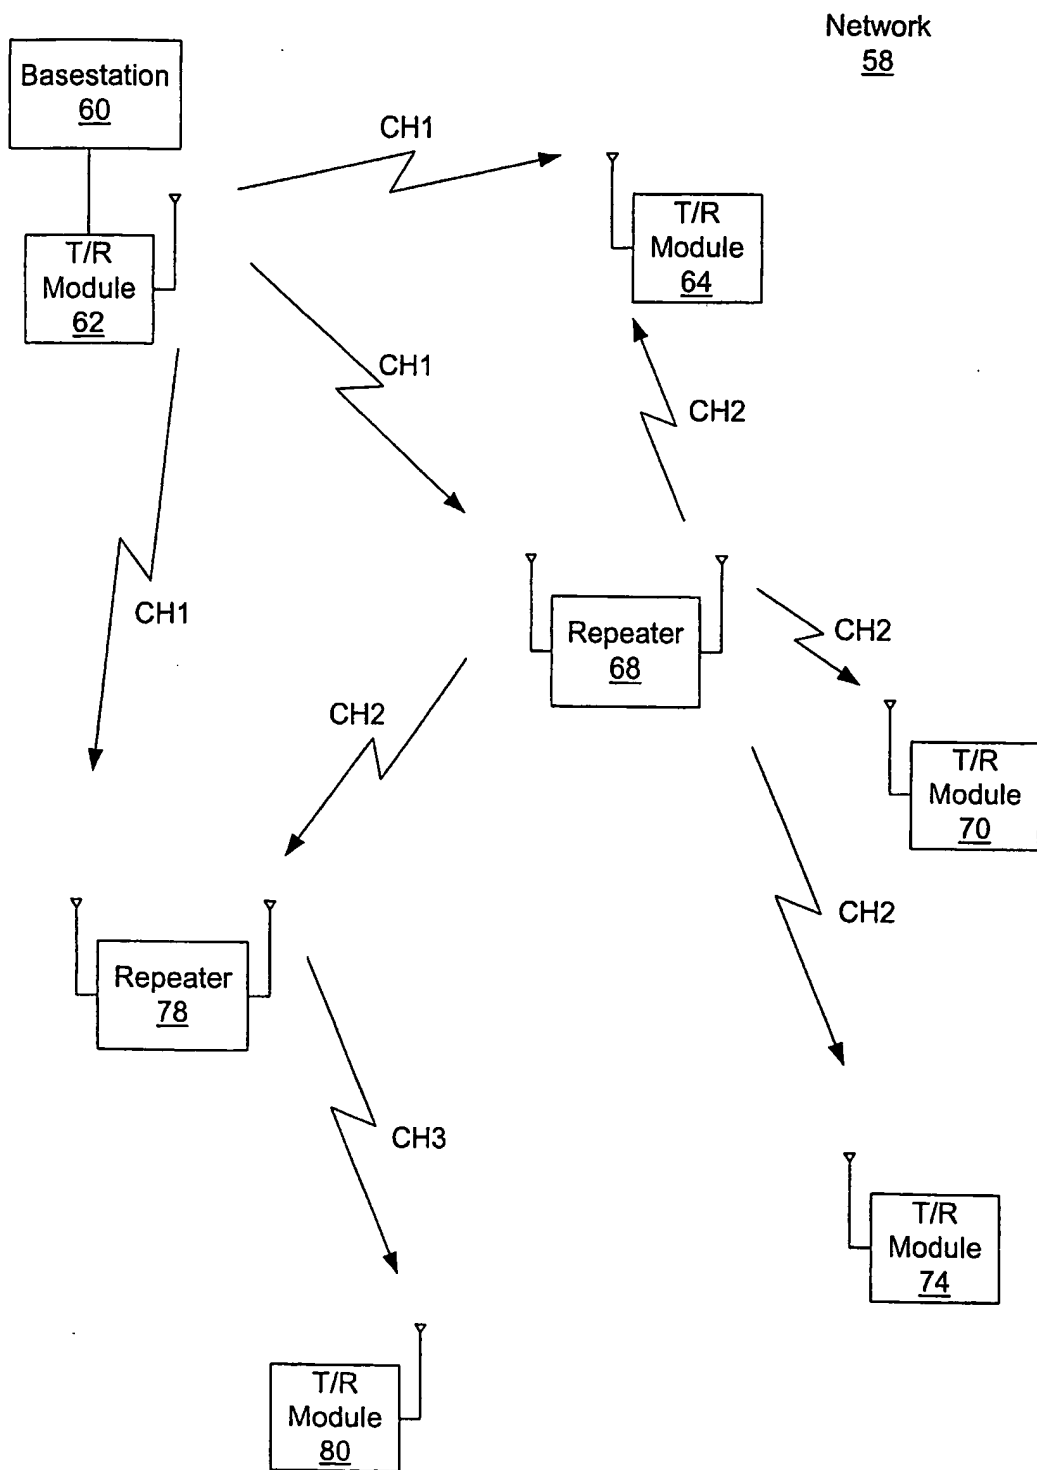 Network
58
Basestation
60
CH1
T/R
Module
62
T/R
Module
64
CH1
CH2
CH1
Repeater
68
CH2
CH2
T/R
Module
70
CH2
Repeater
78
CH3
T/R
Module
74
T/R
Module
80